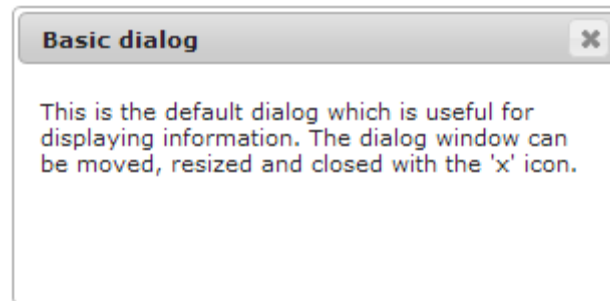 Basic dialog
This is the default dialog which is useful for
displaying information. The dialog window can
be moved, resized and closed with the 'x' icon.